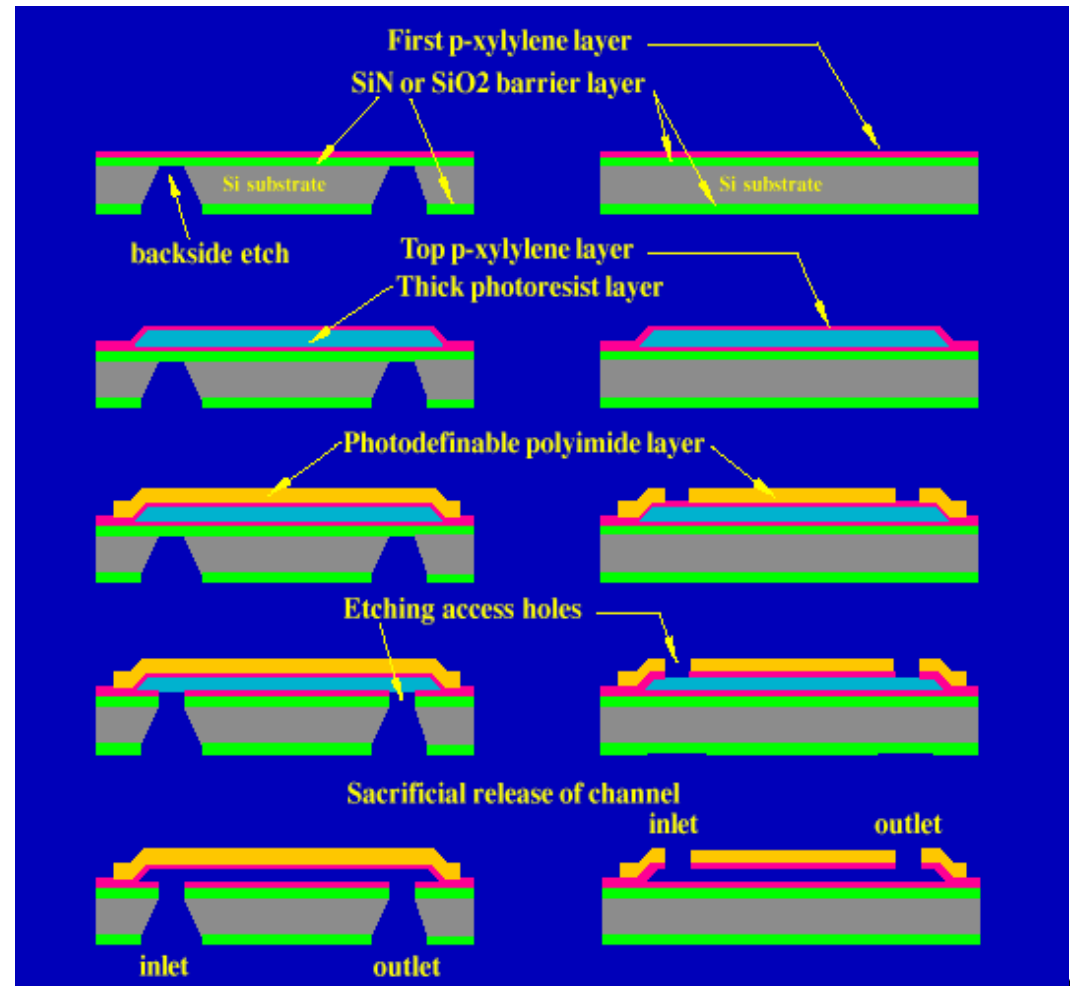 First p-xylylene layer
SiN or SiO2 barrier layer
Si substrate
Si substrate
backside etch
Top p-xylylene layer
Thick photoresist layer
Photodefinable polyimide layer
Etching access holes
Sacrificial release of channel
inlet
outlet
inlet
outlet